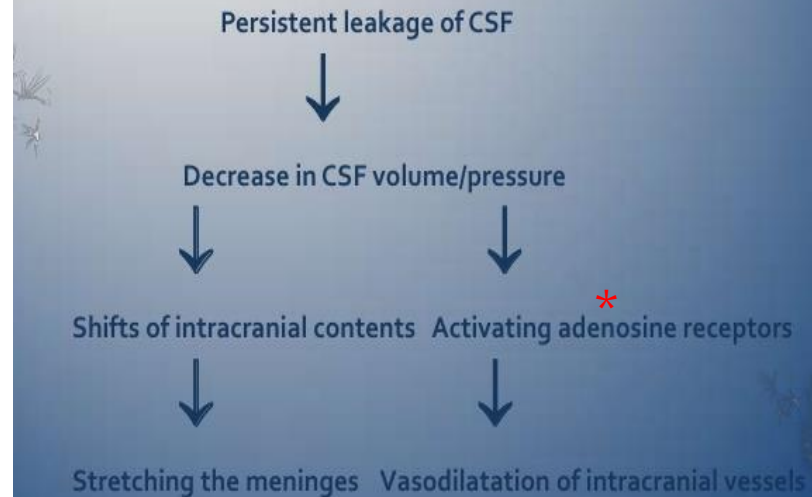 Persistent leakage of CSF
Decrease in CSF volume/pressure
*
Shifts of intracranial contents Activating adenosine receptors
Stretching the meninges Vasodilatation of intracranial vessels